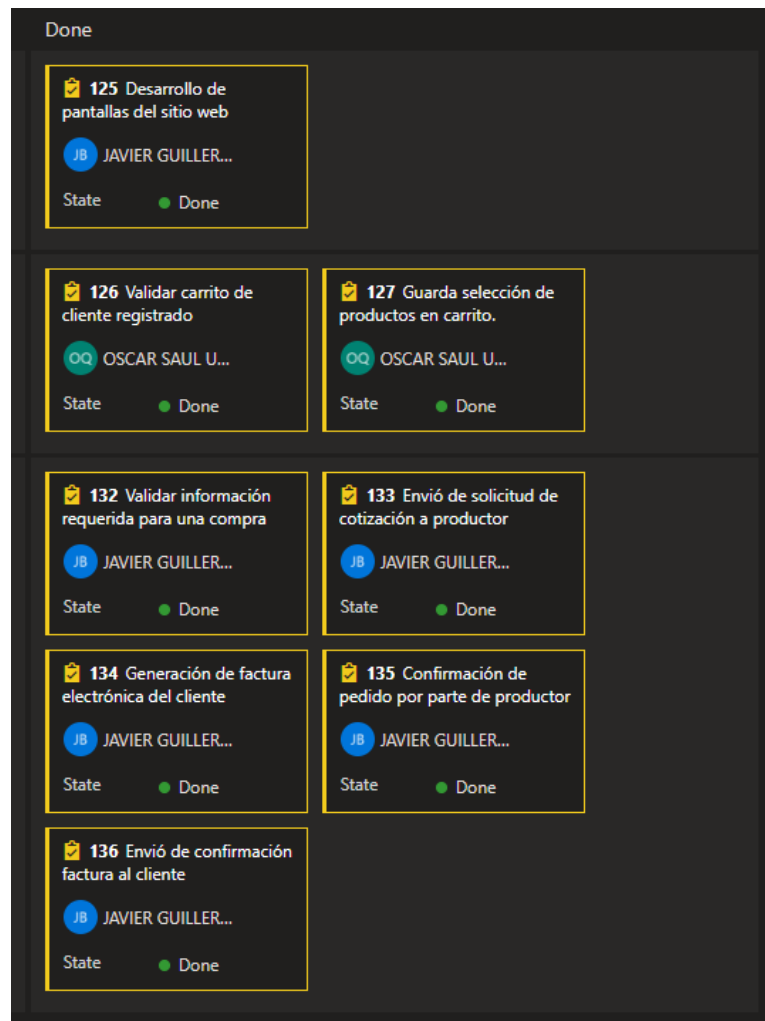 Done
125 Desarrollo de
pantallas del sitio web
JB JAVIER GUILLER...
State Done
126 Validar carrito de
cliente registrado
OQ OSCAR SAUL U...
State Done
127 Guarda selección de
productos en carrito.
OQ OSCAR SAUL U...
State Done
132 Validar información
requerida para una compra
JB JAVIER GUILLER...
State Done
133 Envió de solicitud de
cotización a productor
JB JAVIER GUILLER...
State Done
134 Generación de factura
electrónica del cliente
JB JAVIER GUILLER...
State Done
135 Confirmación de
pedido por parte de productor
JB JAVIER GUILLER...
State Done
136 Envió de confirmación
factura al cliente
JB JAVIER GUILLER...
State Done